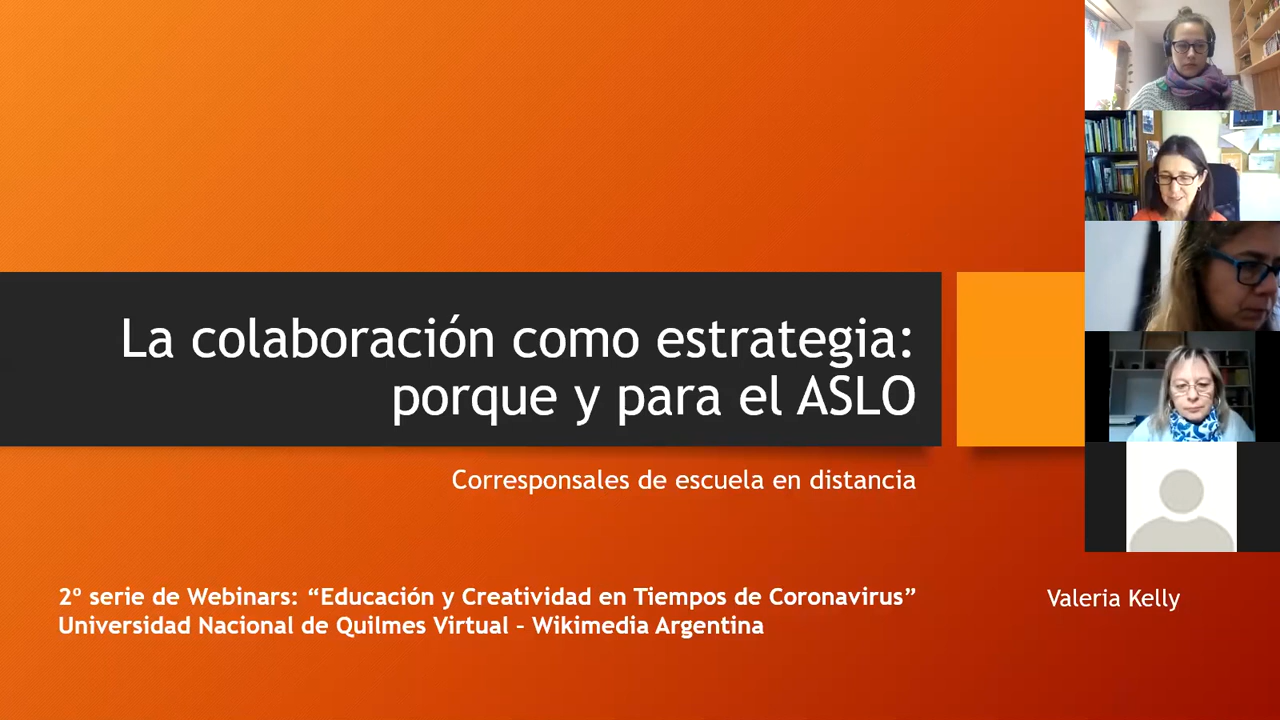 La colaboración como estrategia:
porque y para el ASLO
Corresponsales de escuela en distancia
2º serie de Webinars: “Educación y Creatividad en Tiempos de Coronavirus”
Universidad Nacional de Quilmes Virtual – Wikimedia Argentina
Valeria Kelly